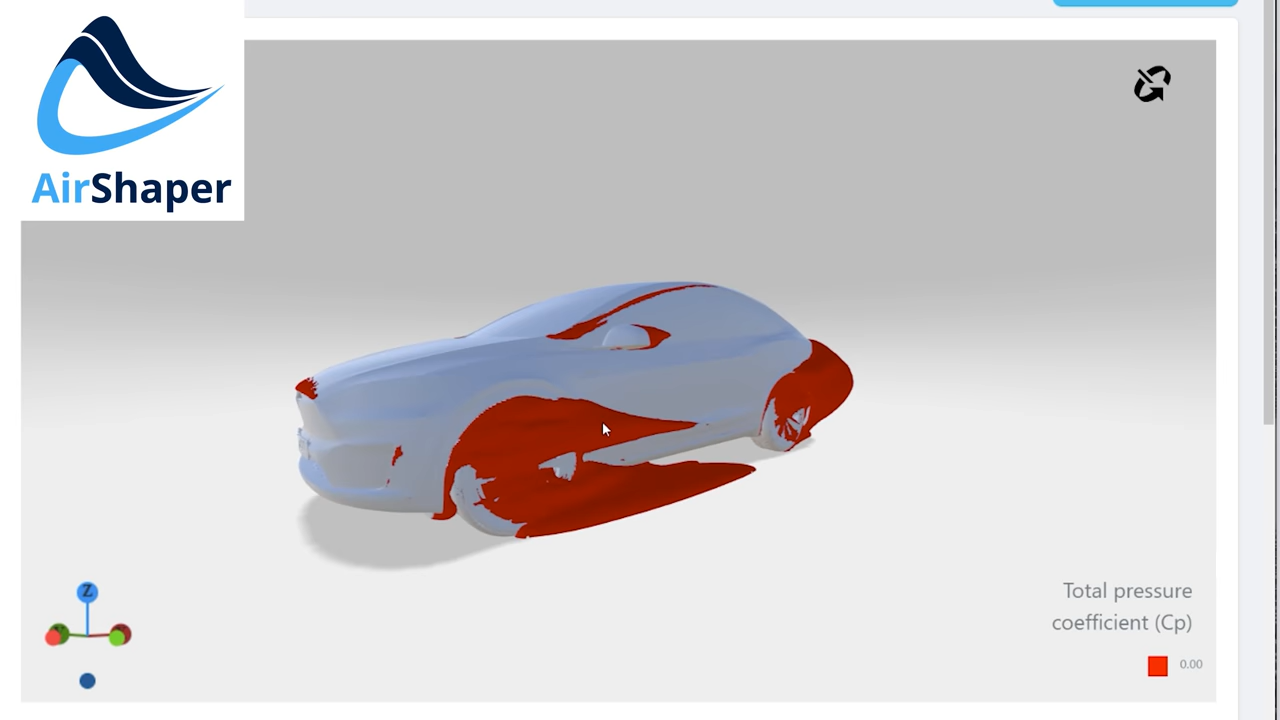 AirShaper
Z
Total pressure
coefficient (Cp)
0.00